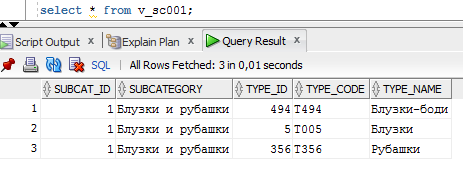 select * from v_sc001;
Script Output x Explain Plan x Query Result x
SQL | All Rows Fetched: 3 in 0,01 seconds
SUBCAT_ID SUBCATEGORY TYPE_ID TYPE_CODE TYPE_NAME
1 1 Блузки и рубашки 494 T494 Блузки-боди
2 1 Блузки и рубашки 5 T005 Блузки
3 1 Блузки и рубашки 356 T356 Рубашки